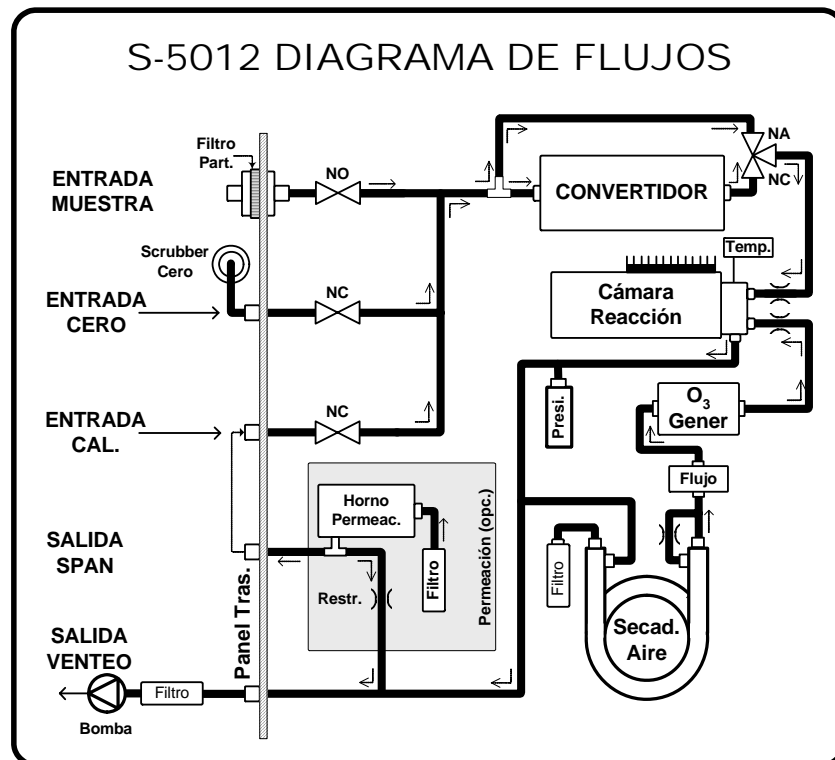 S-5012 DIAGRAMA DE FLUJOS
Filtro
Part.
ENTRADA
MUESTRA
NO
CONVERTIDOR
NA
NC
Scrubber
Cero
ENTRADA
CERO
NC
Temp.
Cámara
Reacción
ENTRADA
CAL.
NC
Presi.
O3
Gener
Flujo
Horno
Permeac.
Filtro
Permeación (opc.)
Restr.
SALIDA
SPAN
Filtro
Secad.
Aire
Panel Tras.
SALIDA
VENTEO
Filtro
Bomba